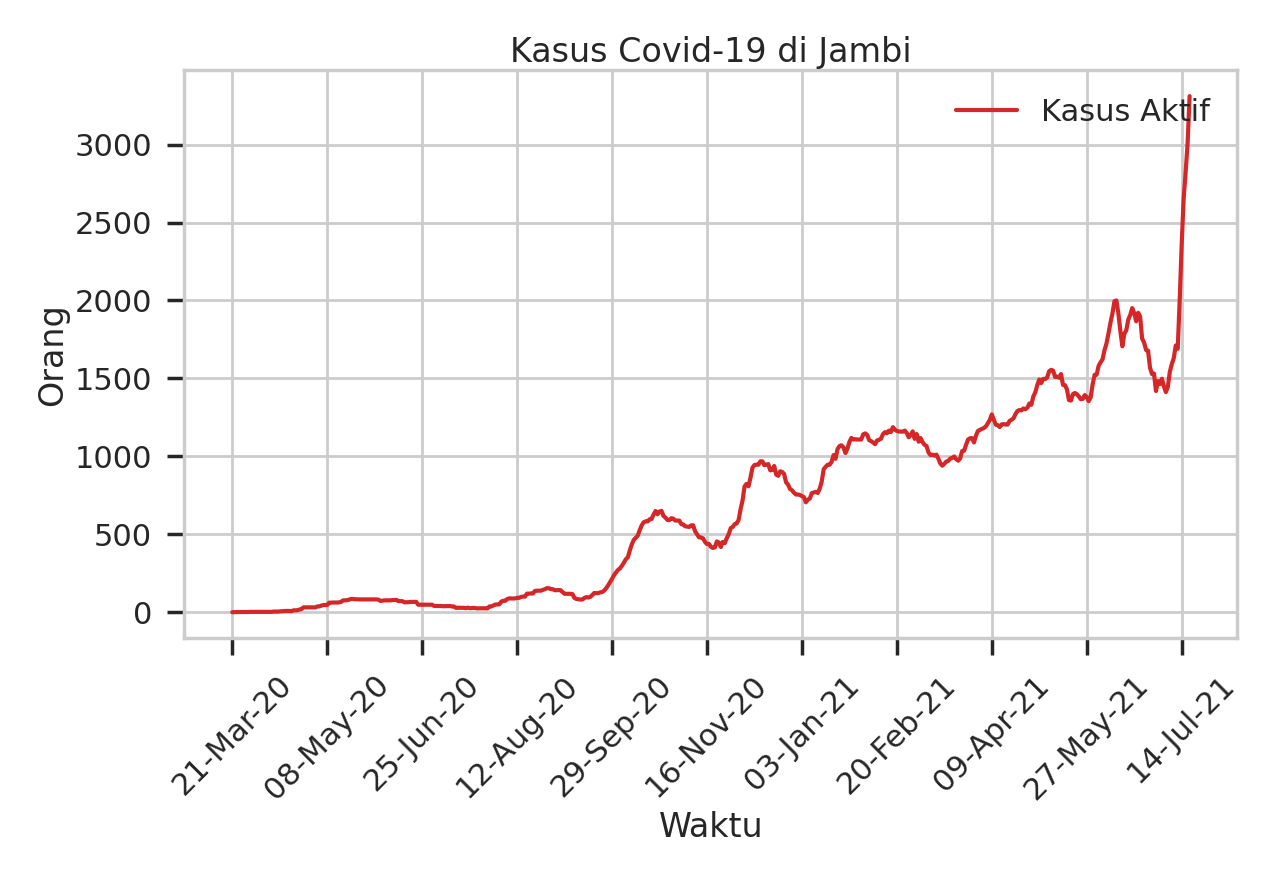 Kasus Covid-19 di Jambi
Kasus Aktif
3000
2500
2000
1500
1000
500
0
Orang
21-Mar-20
08-May-20
25-Jun-20
12-Aug-20
29-Sep-20
16-Nov-20
03-Jan-21
20-Feb-21
09-Apr-21
27-May-21
14-Jul-21
Waktu